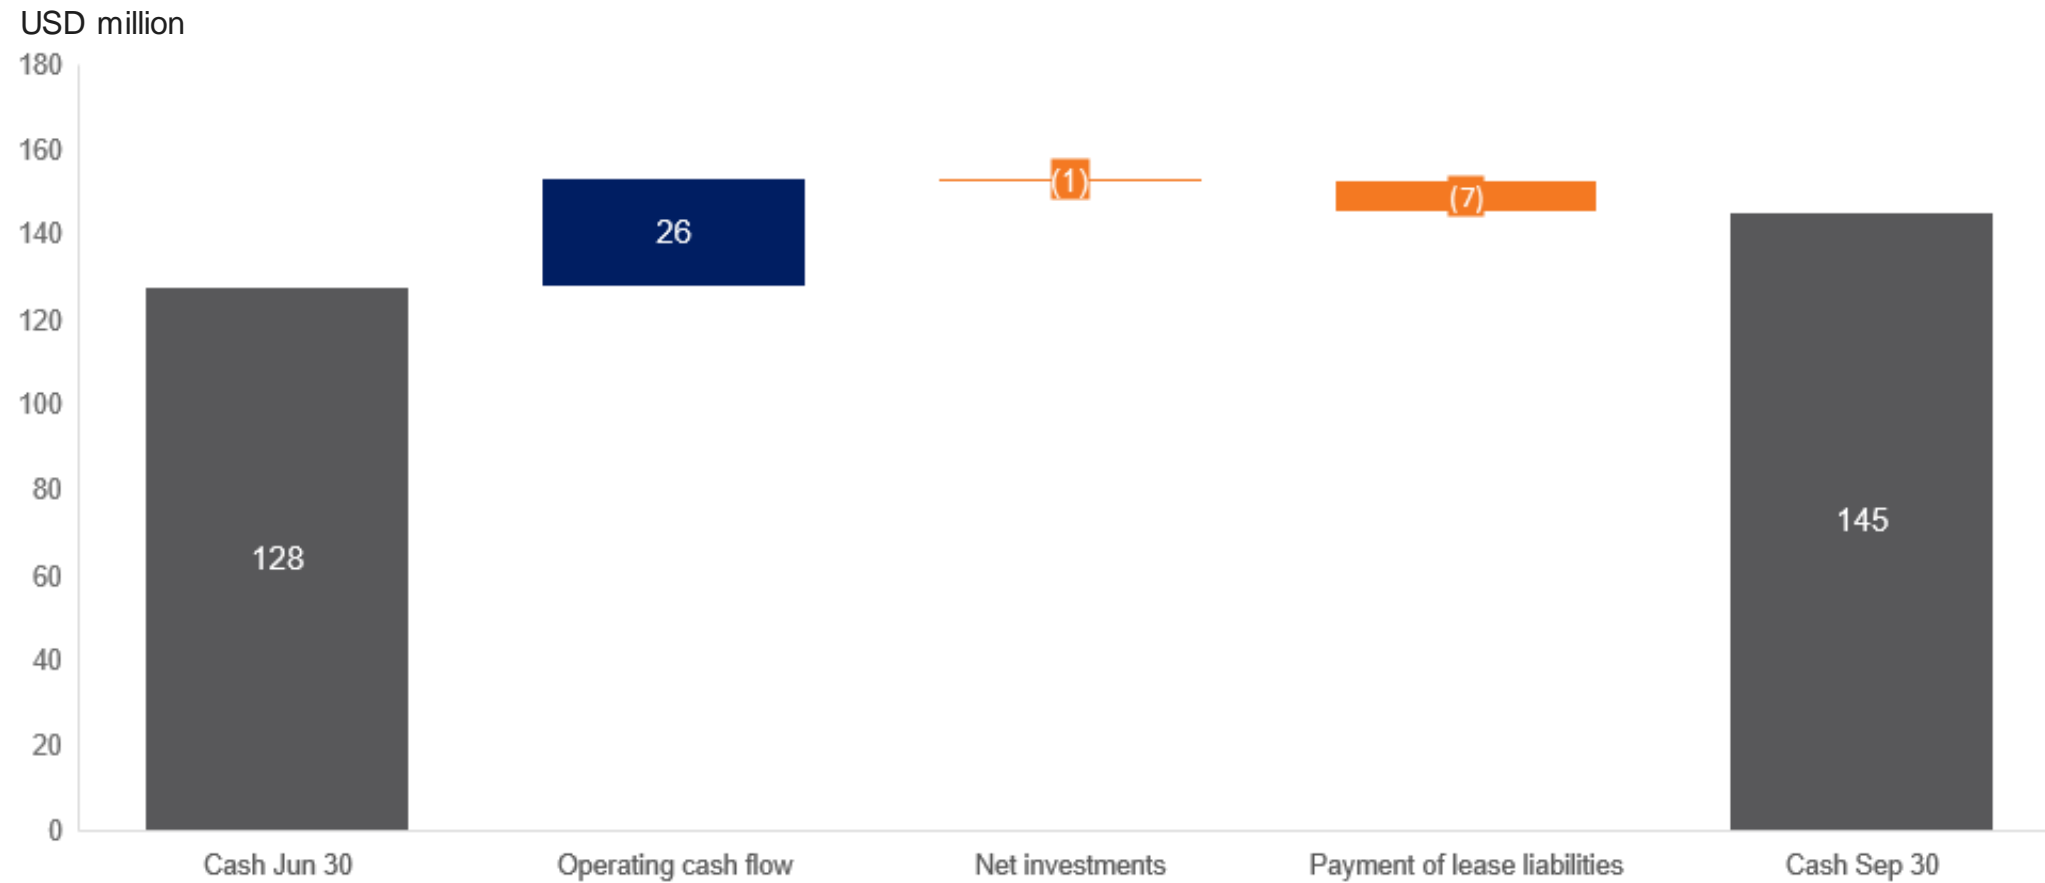 USD million
180
160
140
120
100
80
60
40
20
0
128
26
(1)
(7)
145
Cash Jun 30
Operating cash flow
Net investments
Payment of lease liabilities
Cash Sep 30